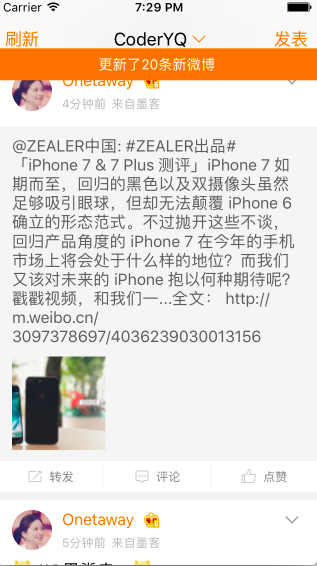 Carrier 7:29 PM
刷新 CoderYQ 发表
更新了20条新微博
Onetaway
4分钟前 来自墨客
@ZEALER中国: #ZEALER出品#
「iPhone 7 & 7 Plus 测评」iPhone 7 如
期而至，回归的黑色以及双摄像头虽然
足够吸引眼球，但却无法颠覆 iPhone 6
确立的形态范式。不过抛开这些不谈，
回归产品角度的 iPhone 7 在今年的手机
市场上将会处于什么样的地位？而我们
又该对未来的 iPhone 抱以何种期待呢？
戳戳视频，和我们一...全文： http://
m.weibo.cn/
3097378697/4036239030013156
转发 评论 点赞
Onetaway
5分钟前 来自墨客